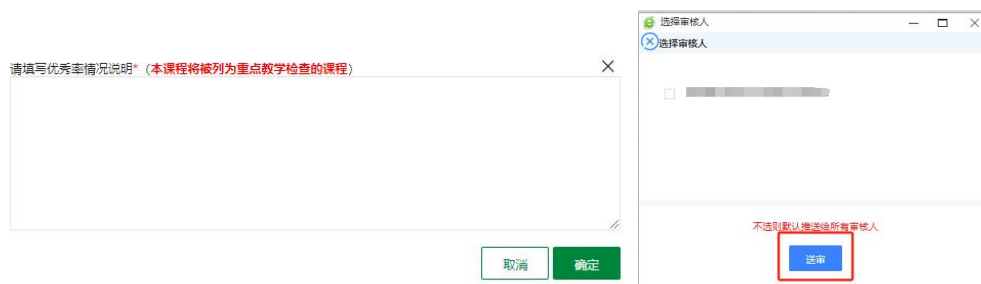 请填写优秀率情况说明*（本课程将被列为重点教学检查的课程）
取消
确定
选择审核人
选择审核人
不选则默认推送给所有审核人
送审